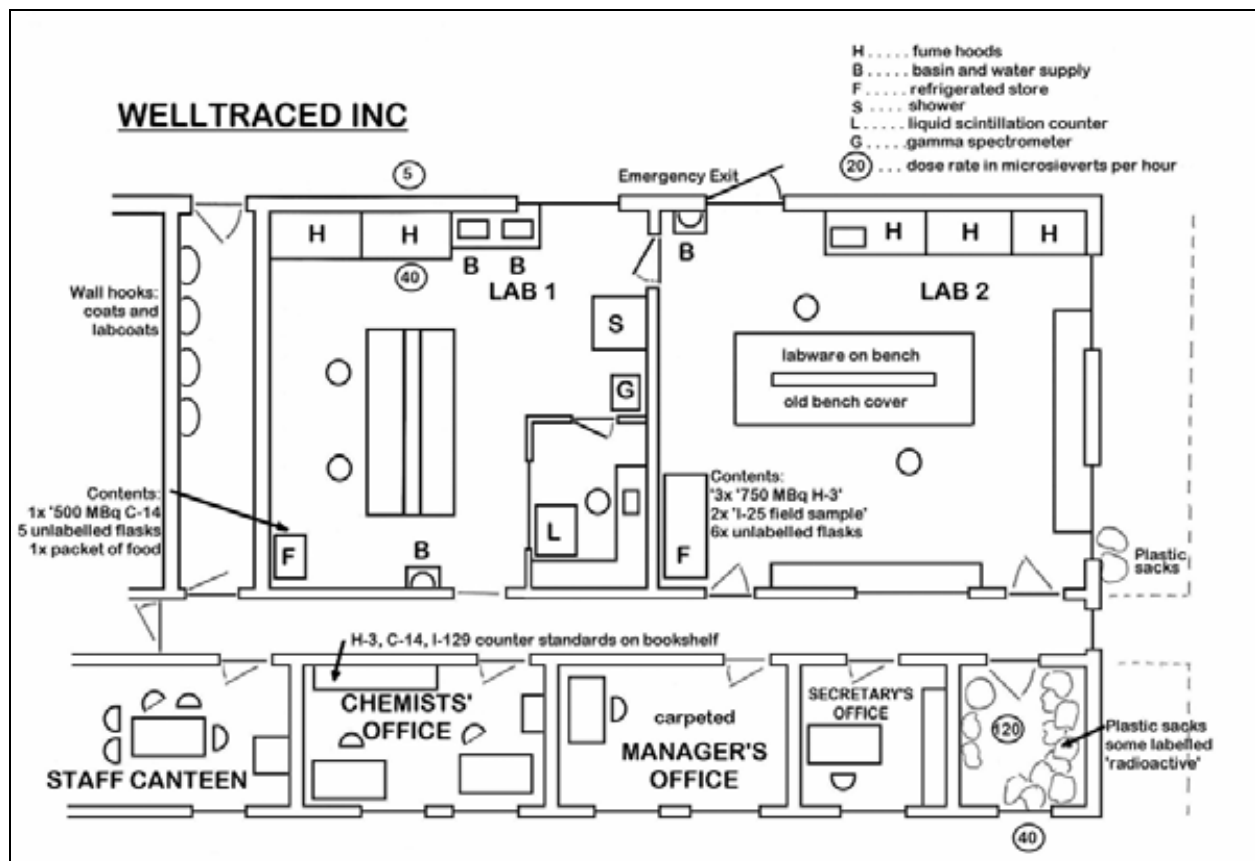 H ..... fume hoods
B ..... basin and water supply
F ..... refrigerated store
S .... shower
L ..... liquid scintillation counter
G ..... gamma spectrometer
20 ... dose rate in microsieverts per hour
WELLTRACED INC
5
Emergency Exit
H
H
B
B
40
LAB 1
B
H
H
H
LAB 2
Wall hooks:
coats and
labcoats
S
G
labware on bench
old bench cover
Contents:
1x '500 MBq C-14
5 unlabelled flasks
1x packet of food
F
B
L
Contents:
'3x '750 MBq H-3'
2x 'I-25 field sample'
6x unlabelled flasks
F
Plastic
sacks
H-3, C-14, I-129 counter standards on bookshelf
STAFF CANTEEN
CHEMISTS'
OFFICE
carpeted
MANAGER'S
OFFICE
SECRETARY'S
OFFICE
120
Plastic sacks
some labelled
'radioactive'
40